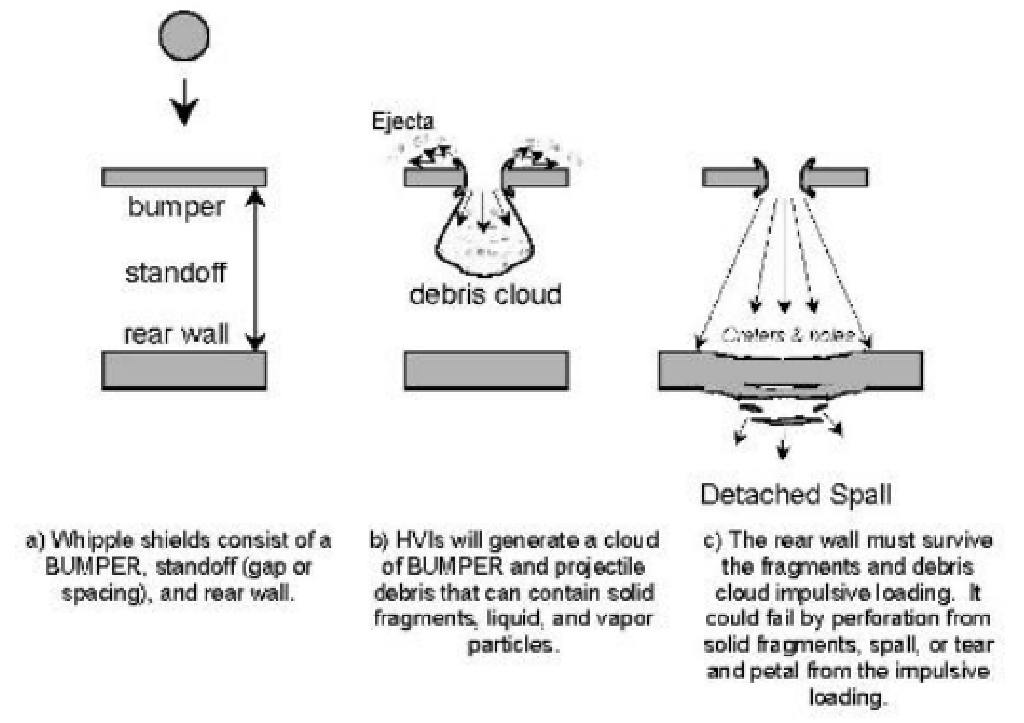 Ejecta
bumper
standoff
rear wall
debris cloud
Craters & holes
Detached Spall
a) Whipple shields consist of a
BUMPER, standoff (gap or
spacing), and rear wall.
b) HVIs will generate a cloud
of BUMPER and projectile
debris that can contain solid
fragments, liquid, and vapor
particles.
c) The rear wall must survive
the fragments and debris
cloud impulsive loading. It
could fail by perforation from
solid fragments, spall, or tear
and petal from the impulsive
loading.